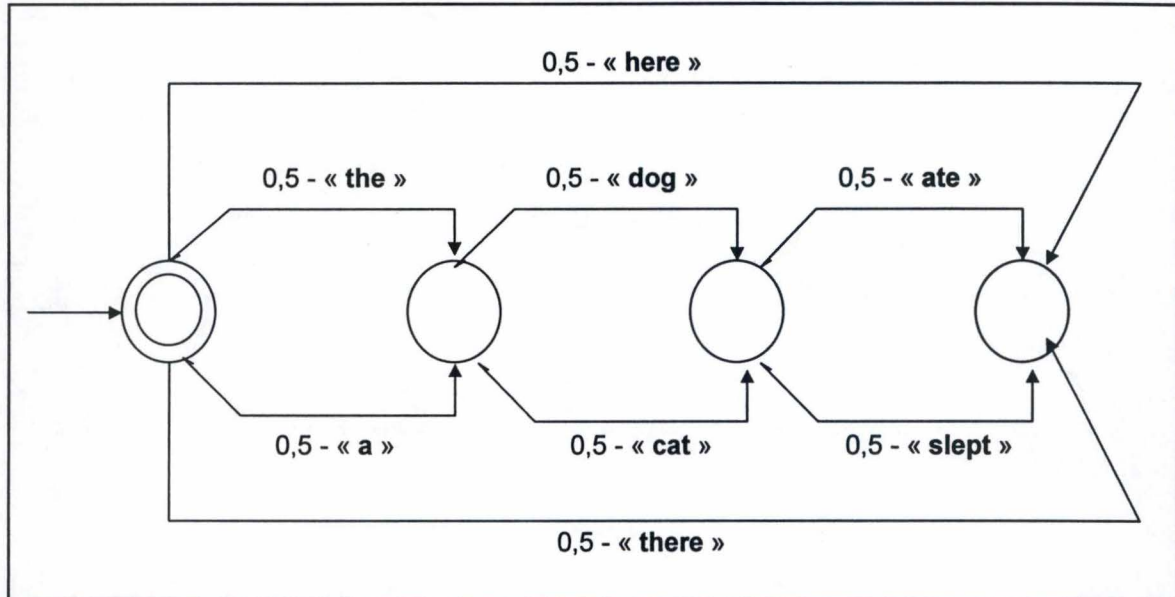 0,5 - « here »
0,5 - « the » 0,5 - « dog » 0,5 - « ate »
0,5 - « a » 0,5 - « cat » 0,5 - « slept »
0,5 - « there »